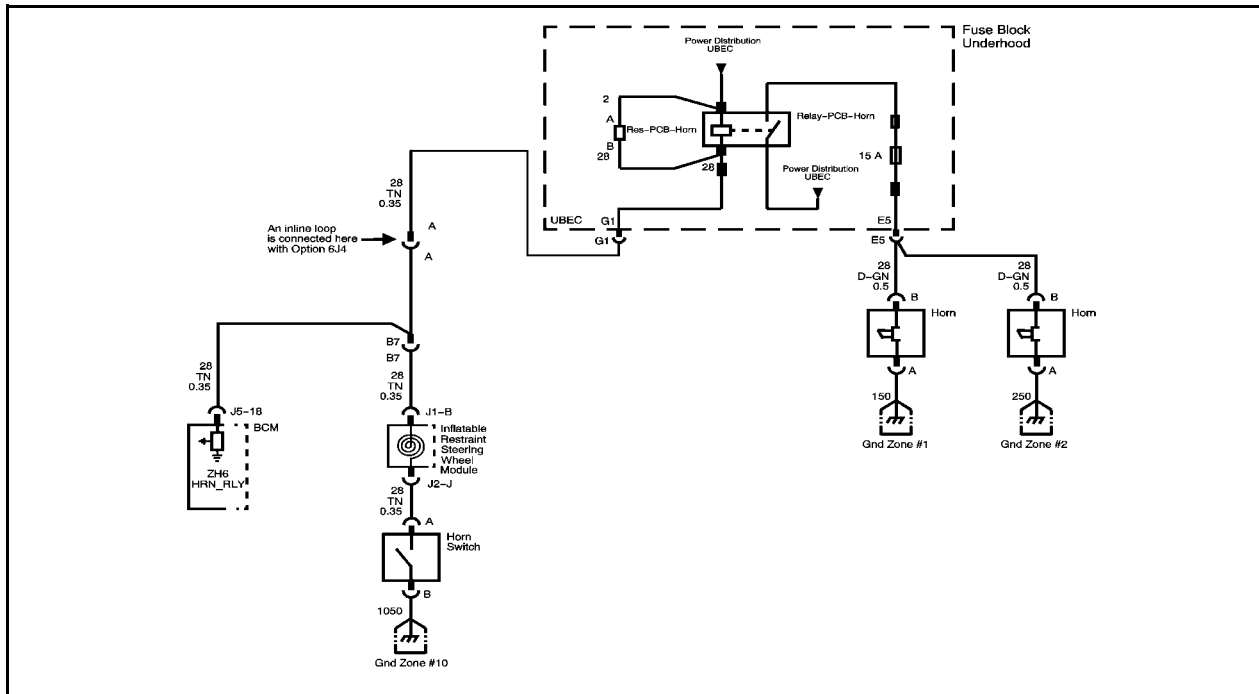 Fuse Block
Underhood
Power Distribution
UBEC
2
A
Res-PCB-Horn
B
28
Relay-PCB-Horn
28
15 A
Power Distribution
UBEC
28
TN
0.35
UBEC
G1
G1
E5
E5
An inline loop
is connected here
with Option 6J4
A
A
28
D-GN
0.5
28
D-GN
0.5
B
Horn
B
Horn
A
A
150
250
Gnd Zone #1
Gnd Zone #2
B7
B7
28
TN
0.35
28
TN
0.35
J5-18
BCM
ZH6
HRN_RLY
J1-B
Inflatable
Restraint
Steering
Wheel
Module
J2-J
28
TN
0.35
A
Horn
Switch
B
1050
Gnd Zone #10